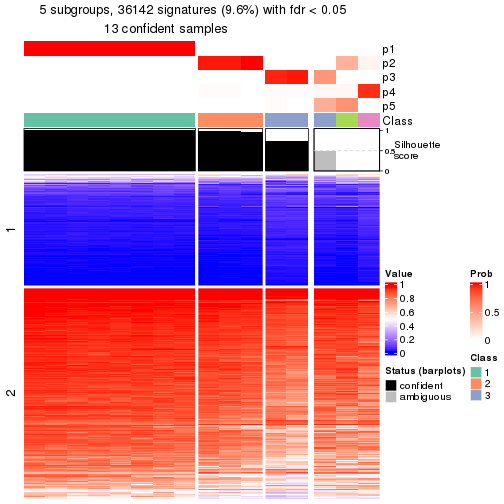 5 subgroups, 36142 signatures (9.6%) with fdr < 0.05
13 confident samples
p1
p2
p3
p4
p5
Class
1
0.5
0
Silhouette
score
1
2
Value
1
0.8
0.6
0.4
0.2
0
Prob
1
0.5
0
Status (barplots)
confident
ambiguous
Class
1
2
3